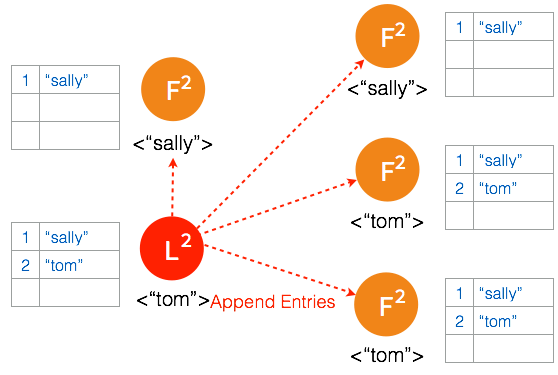 1 “sally”
F²
<“sally”>
1 “sally”
2 “tom”
L²
<“tom”>
Append Entries
F²
<“sally”>
1 “sally”
F²
<“tom”>
1 “sally”
2 “tom”
F²
<“tom”>
1 “sally”
2 “tom”